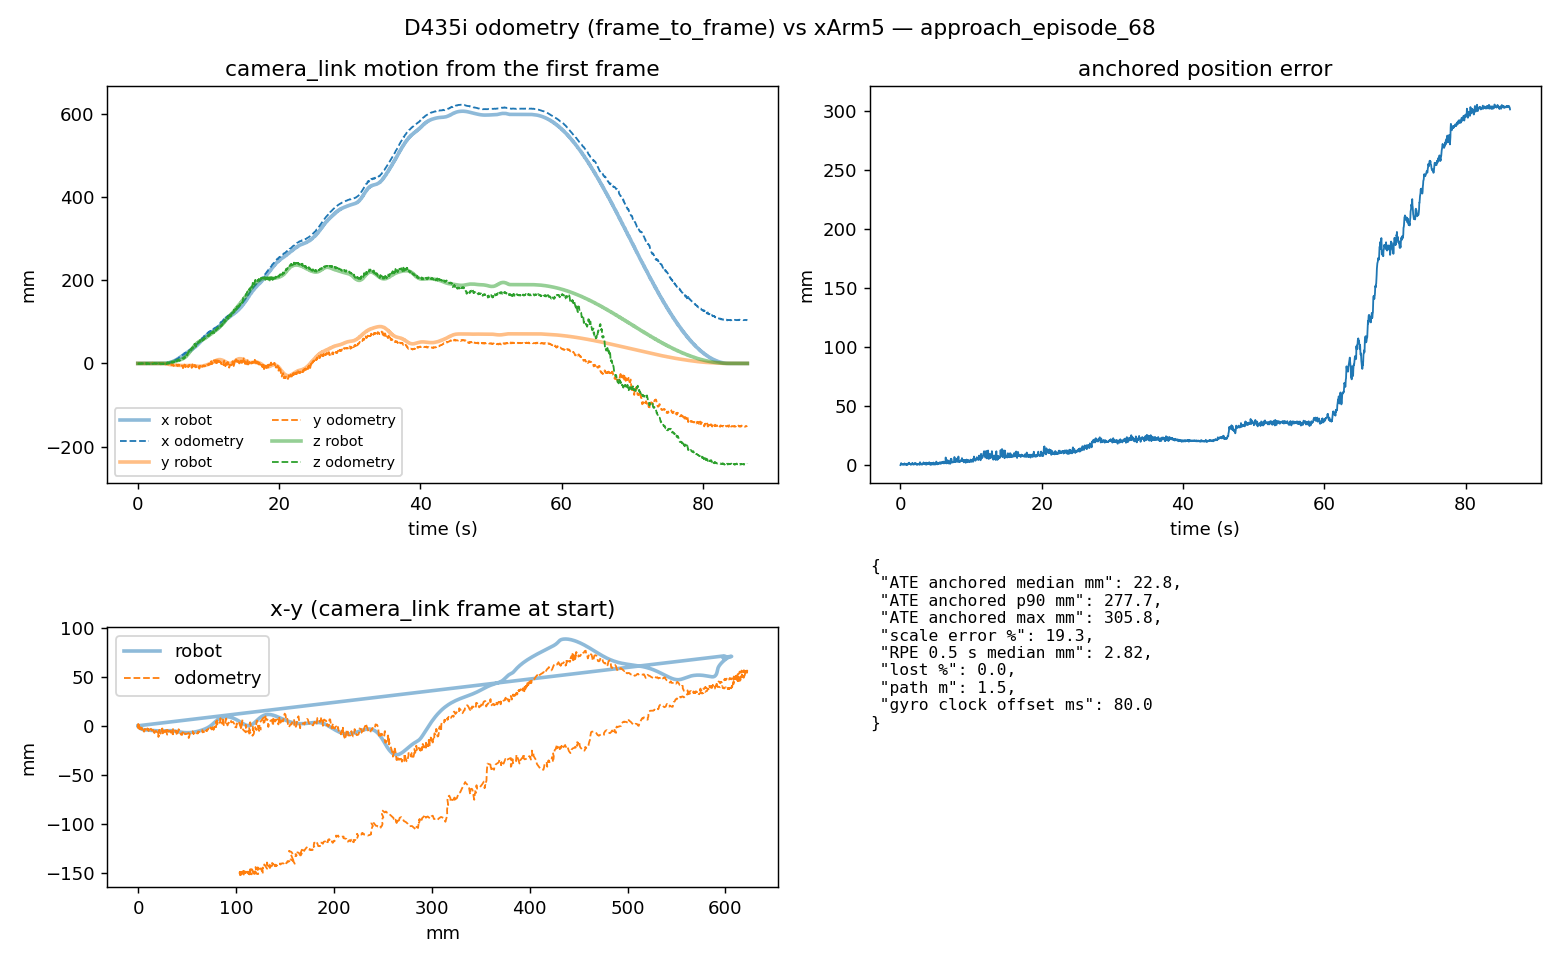 D435i odometry (frame_to_frame) vs xArm5 — approach_episode_68
camera_link motion from the first frame
600
400
200
0
−200
mm
0 20 40 60 80
time (s)
x robot
x odometry
y robot
y odometry
z robot
z odometry
anchored position error
300
250
200
150
100
50
0
mm
0 20 40 60 80
time (s)
x-y (camera_link frame at start)
100
50
0
−50
−100
−150
mm
robot
odometry
0 100 200 300 400 500 600
mm
{
"ATE anchored median mm": 22.8,
"ATE anchored p90 mm": 277.7,
"ATE anchored max mm": 305.8,
"scale error %": 19.3,
"RPE 0.5 s median mm": 2.82,
"lost %": 0.0,
"path m": 1.5,
"gyro clock offset ms": 80.0
}